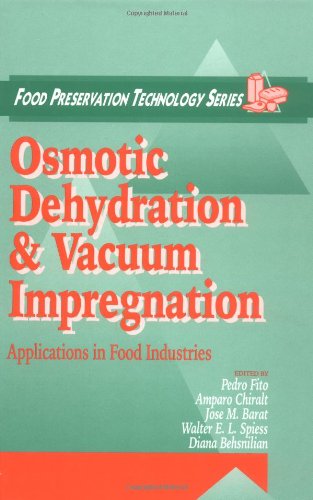 FOOD PRESERVATION TECHNOLOGY SERIES
Osmotic
Dehydration
& Vacuum
Impregnation
Applications in Food Industries
EDITED BY
Pedro Fito
Amparo Chiralt
Jose M. Barat
Walter E. L. Spiess
Diana Behsnilian